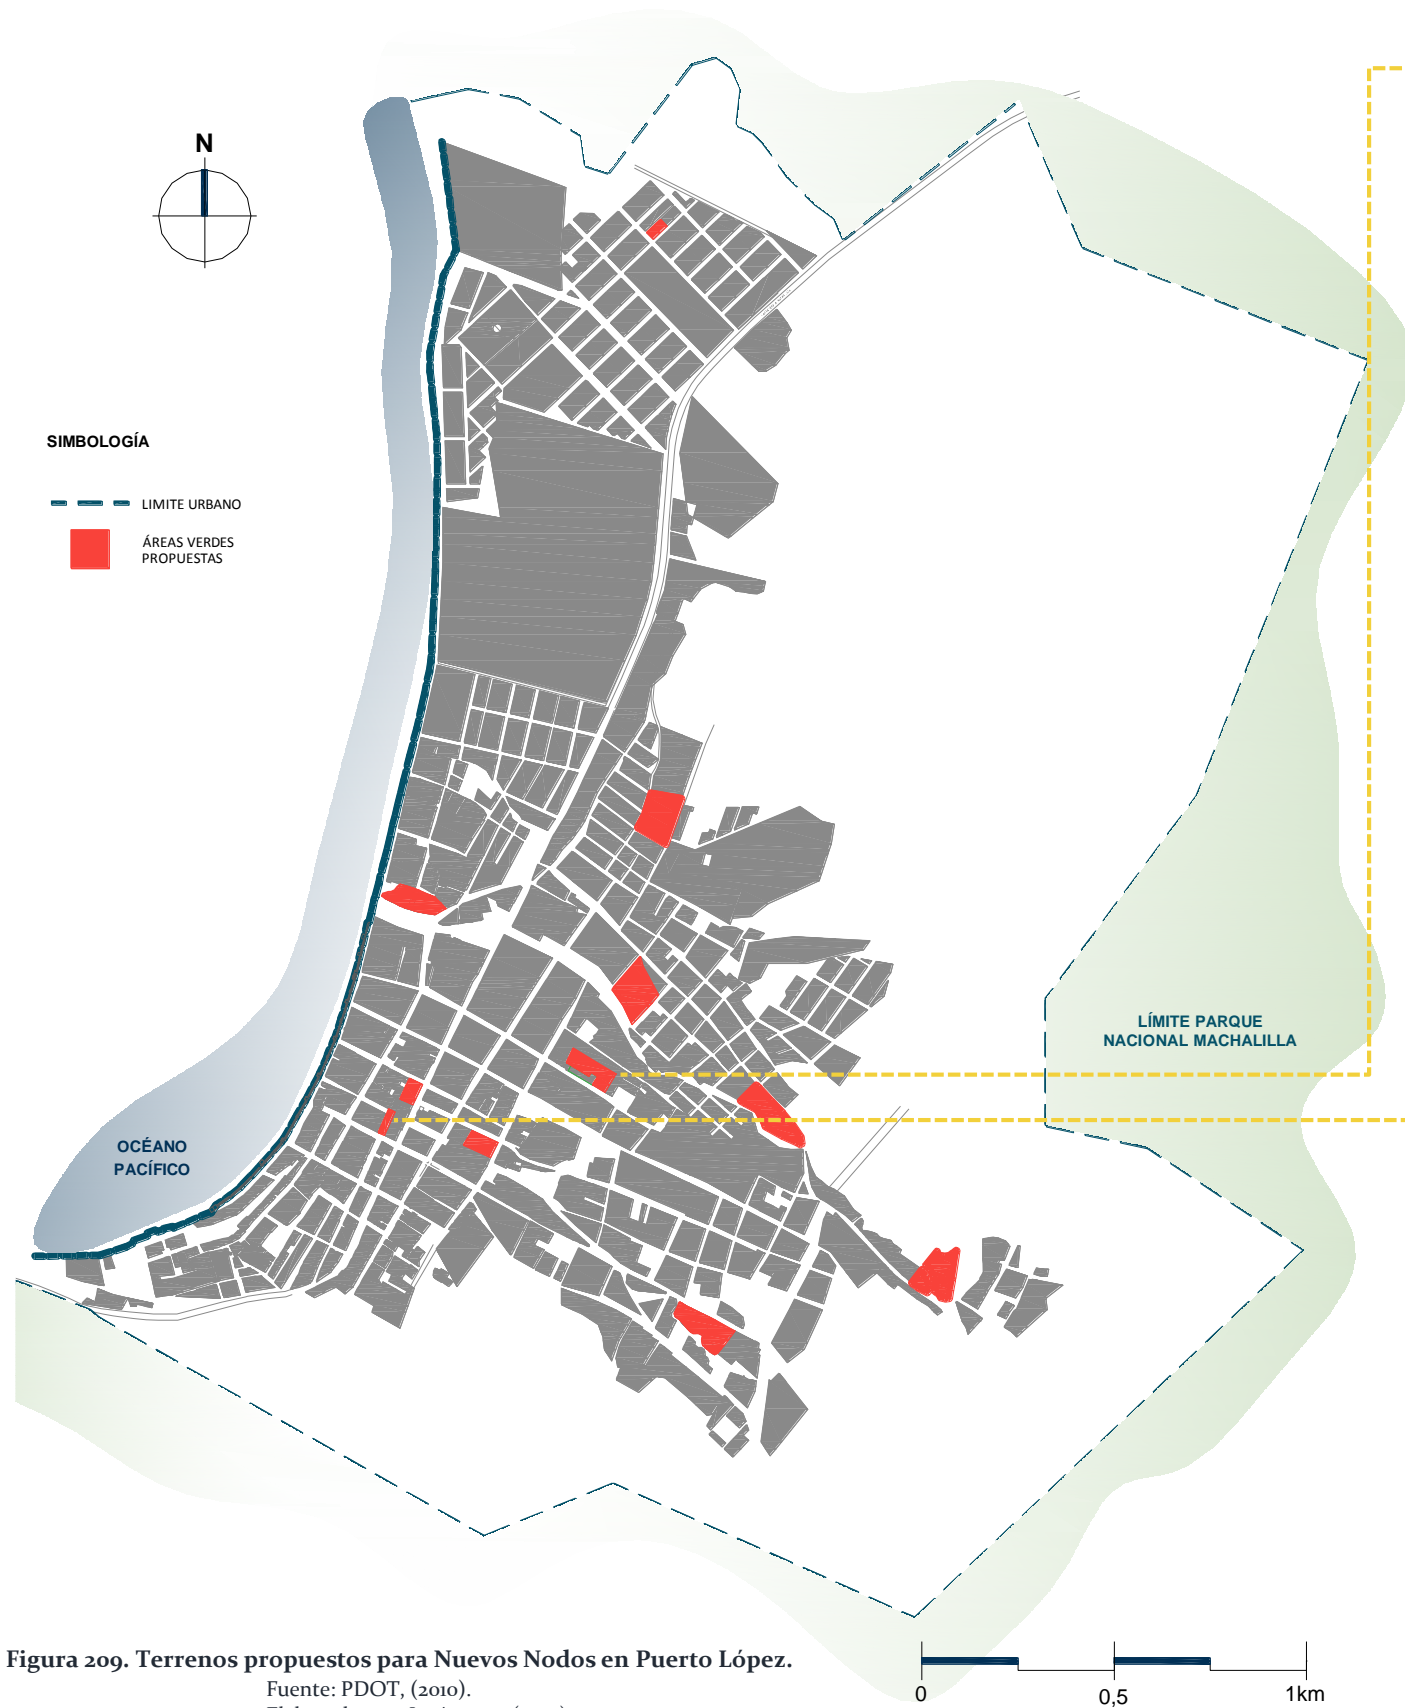 N
SIMBOLOGÍA
LIMITE URBANO
ÁREAS VERDES
PROPUESTAS
LÍMITE PARQUE
NACIONAL MACHALILLA
OCÉANO
PACÍFICO
Figura 209. Terrenos propuestos para Nuevos Nodos en Puerto López.
Fuente: PDOT, (2010).
0
0,5
1km